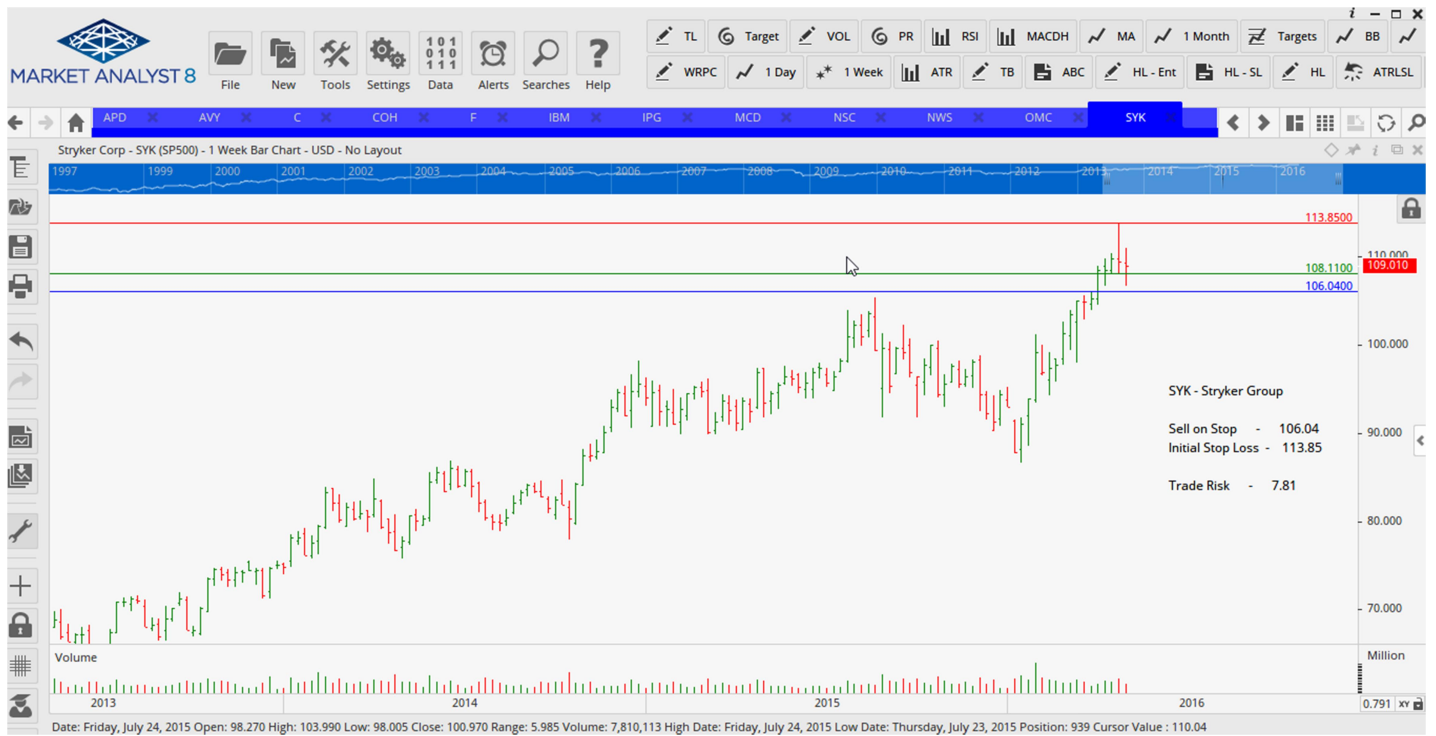 MARKET ANALYST 8
File New Tools Settings Data Alerts Searches Help
101
010
111
TL Target VOL PR RSI MACDH MA 1 Month Targets BB
WRPC 1 Day 1 Week ATR TB ABC HL - Ent HL - SL HL ATRLSL
APD AVY C COH F IBM IPG MCD NSC NWS OMC SYK
Stryker Corp - SYK (SP500) - 1 Week Bar Chart - USD - No Layout
1997 1999 2000 2001 2002 2003 2004 2005 2006 2007 2008 2009 2010 2011 2012 2013 2014 2015 2016
113.8500
110.000
109.010
108.1100
106.0400
100.000
SYK - Stryker Group
Sell on Stop - 106.04
90.000
Initial Stop Loss - 113.85
Trade Risk - 7.81
80.000
70.000
Volume
Million
2013 2014 2015 2016
0.791 XY
Date: Friday, July 24, 2015 Open: 98.270 High: 103.990 Low: 98.005 Close: 100.970 Range: 5.985 Volume: 7,810,113 High Date: Friday, July 24, 2015 Low Date: Thursday, July 23, 2015 Position: 939 Cursor Value : 110.04